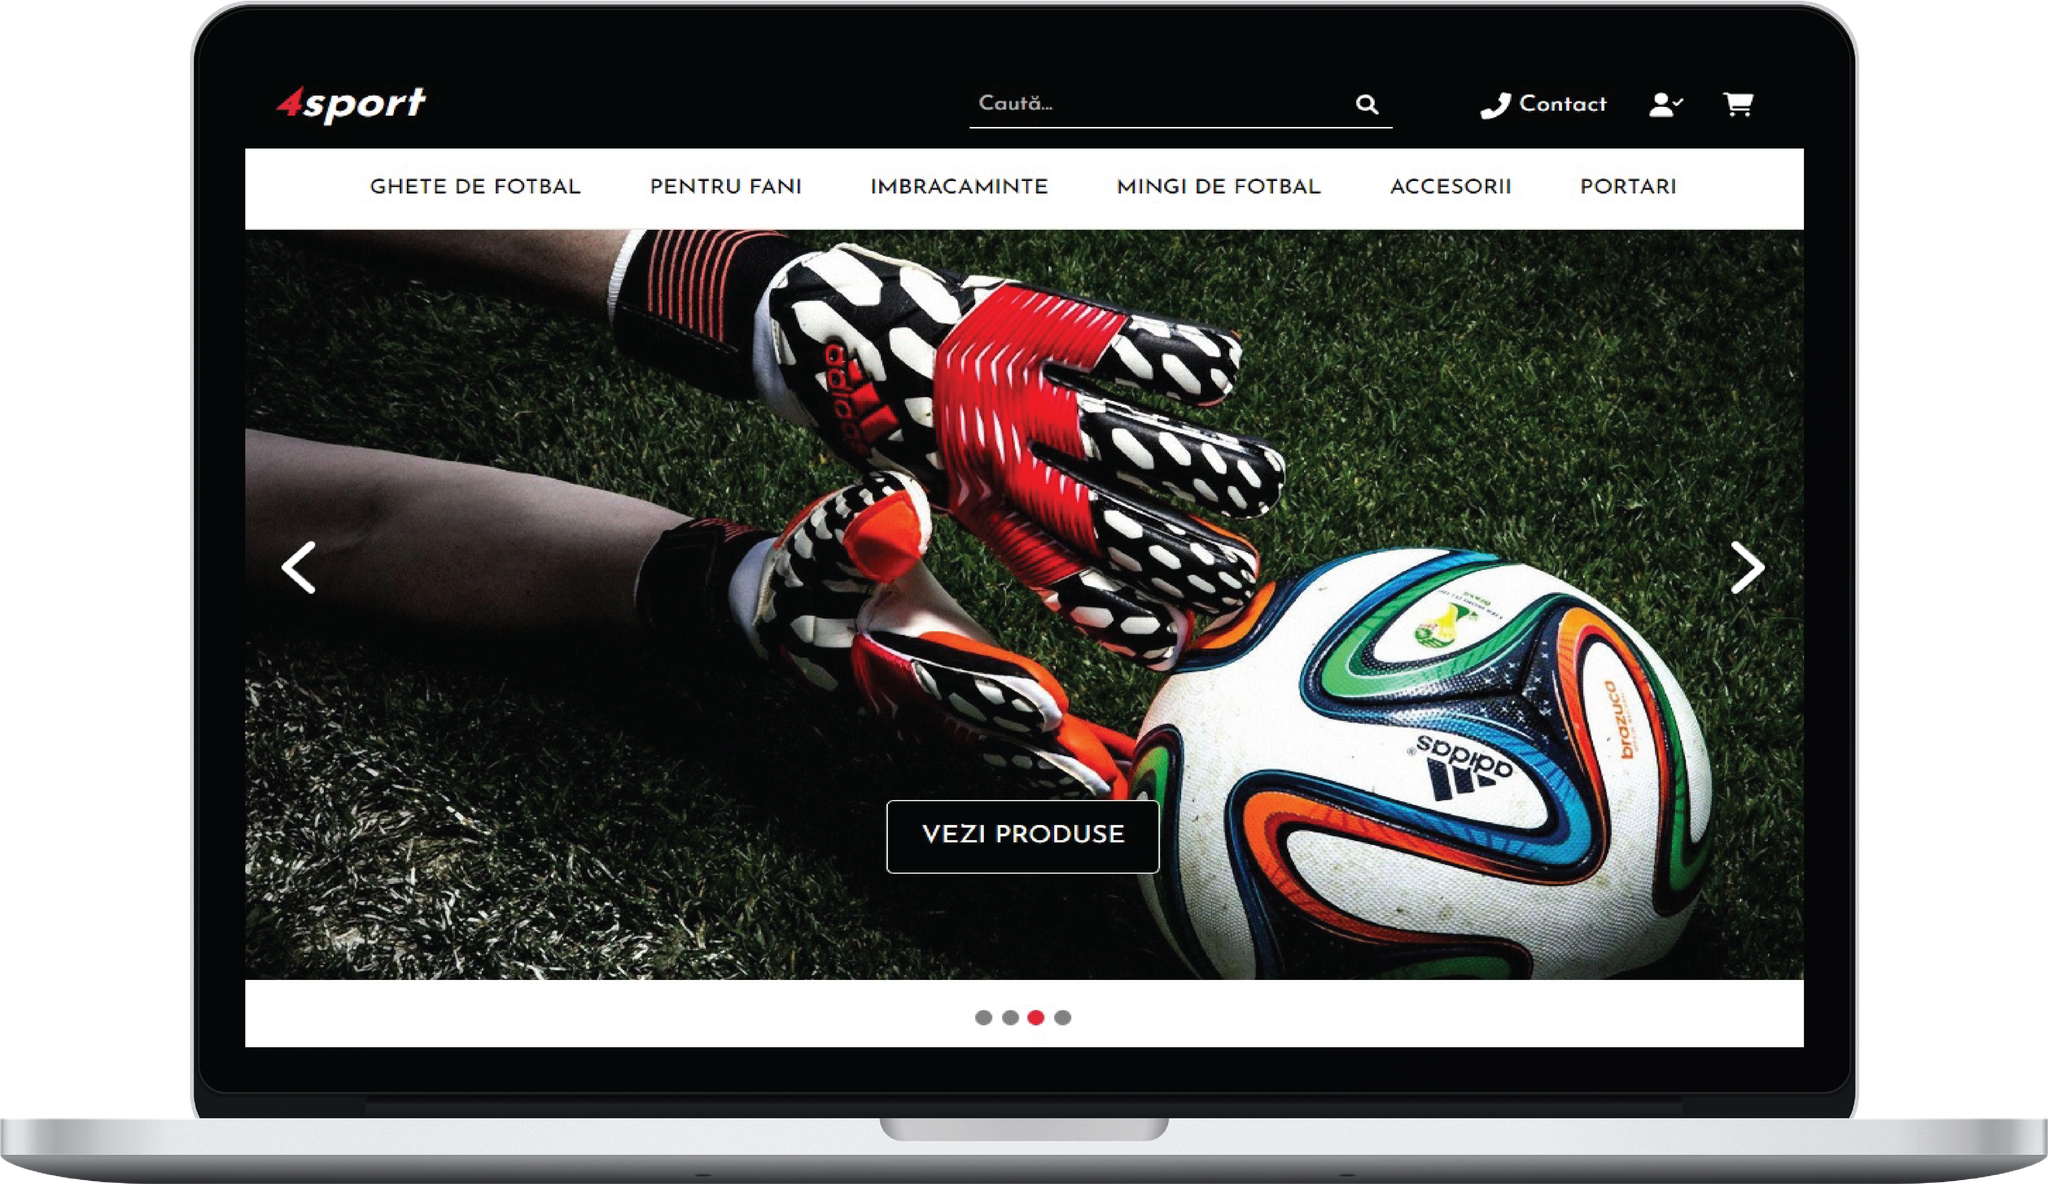 4sport
Caută...
Contact
GHETE DE FOTBAL
PENTRU FANI
IMBRACAMINTE
MINGI DE FOTBAL
ACCESORII
PORTARI
adidas
brazuca
adidas
VEZI PRODUSE